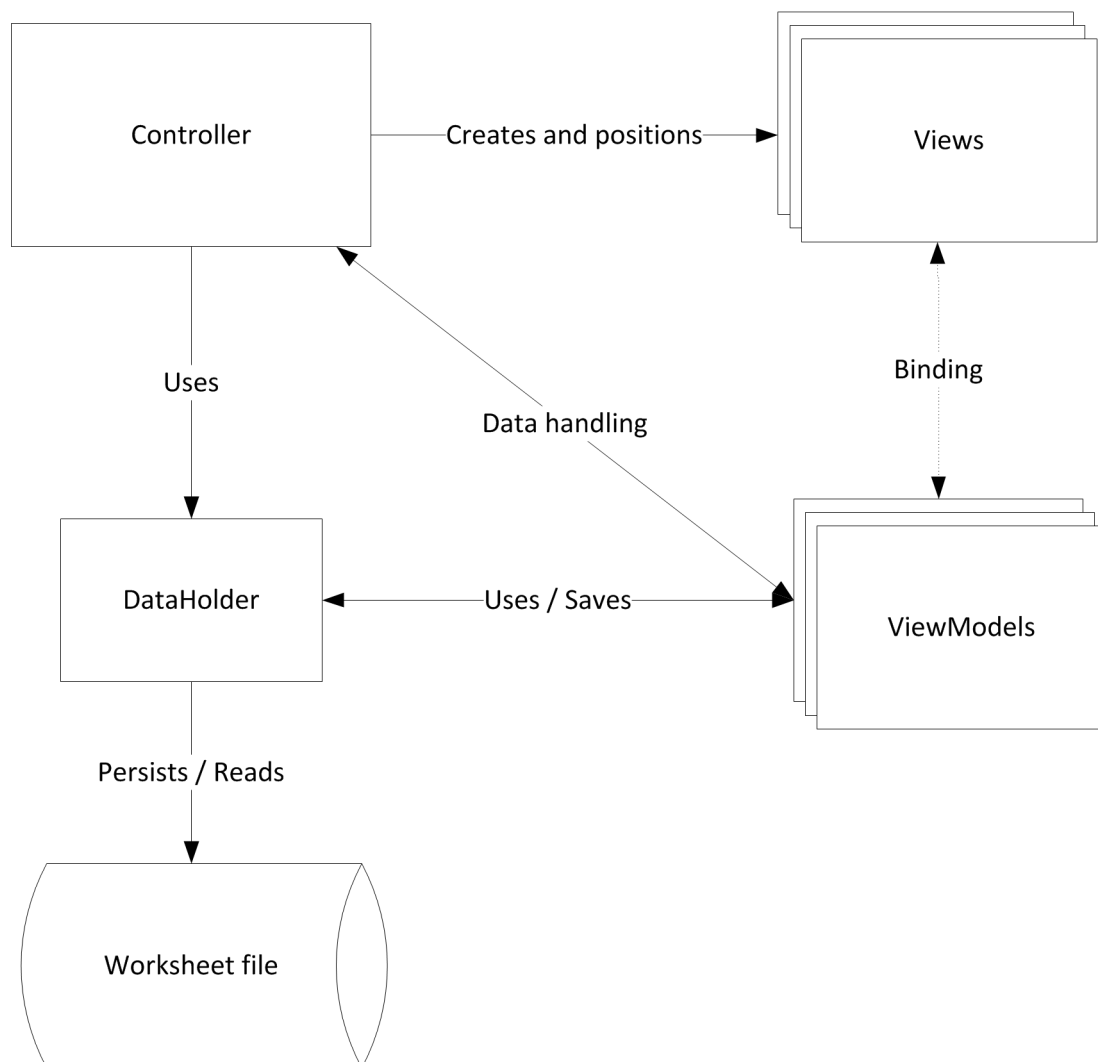 Controller
Creates and positions
Views
Uses
Binding
Data handling
DataHolder
Uses / Saves
ViewModels
Persists / Reads
Worksheet file